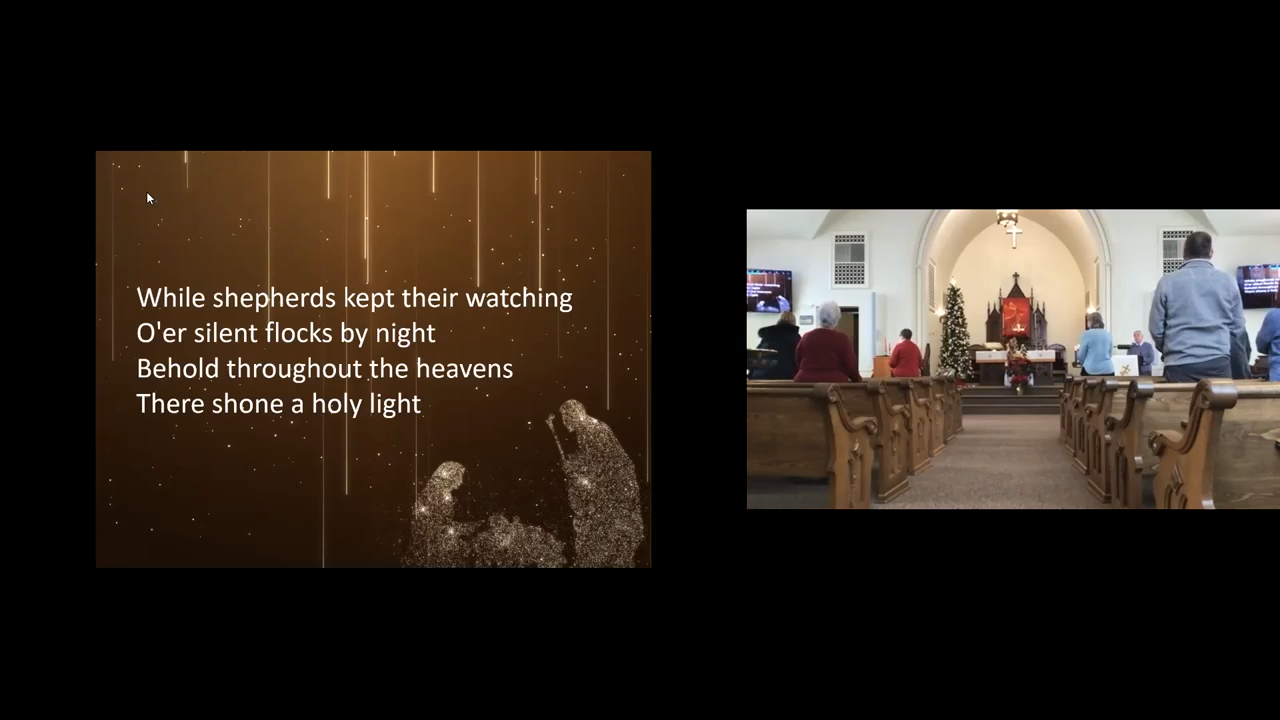 While shepherds kept their watching
O'er silent flocks by night
Behold throughout the heavens
There shone a holy light